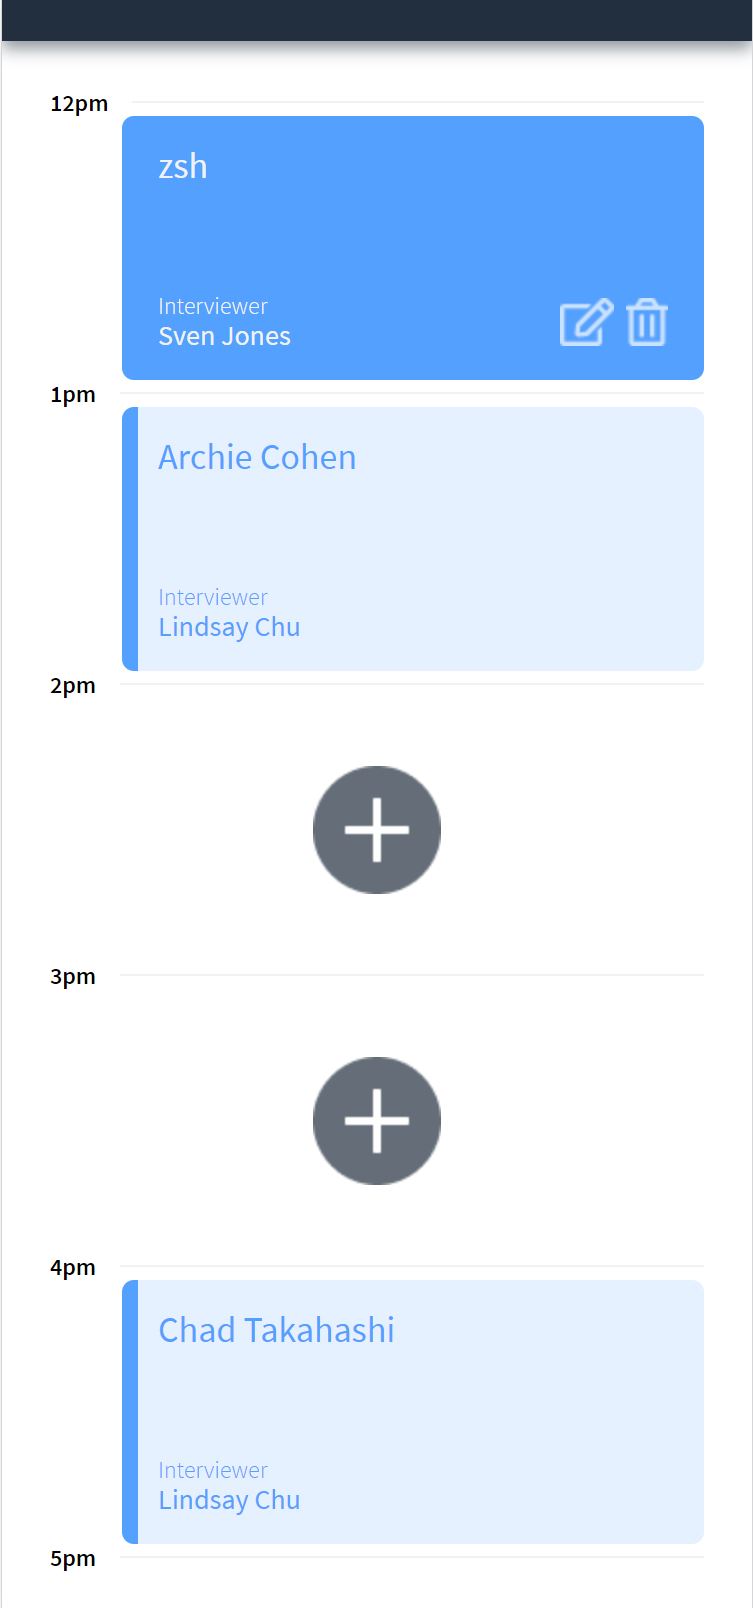 12pm
zsh
Interviewer
Sven Jones
1pm
Archie Cohen
Interviewer
Lindsay Chu
2pm
3pm
4pm
Chad Takahashi
Interviewer
Lindsay Chu
5pm